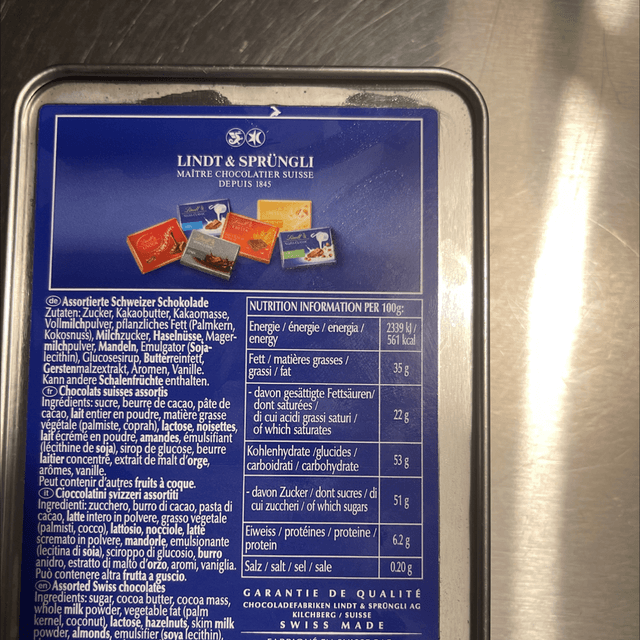 LINDT & SPRÜNGLI
MAÎTRE CHOCOLATIER SUISSE
DEPUIS 1845
de Assortierte Schweizer Schokolade
Zutaten: Zucker, Kakaobutter, Kakaomasse,
Vollmilchpulver, pflanzliches Fett (Palmkern,
Kokosnuss), Milchzucker, Haselnüsse, Mager-
milchpulver, Mandeln, Emulgator (Soja-
lecithin), Glucosesirup, Butterreinfett,
Gerstenmalzextrakt, Aromen, Vanille.
Kann andere Schalenfrüchte enthalten.
fr Chocolats suisses assortis
Ingrédients: sucre, beurre de cacao, pâte de
cacao, lait entier en poudre, matière grasse
végétale (palmiste, coprah), lactose, noisettes,
lait écrémé en poudre, amandes, émulsifiant
(lécithine de soja), sirop de glucose, beurre
laitier concentré, extrait de malt d'orge,
arômes, vanille.
Peut contenir d'autres fruits à coque.
it Cioccolatini svizzeri assortiti
Ingredienti: zucchero, burro di cacao, pasta di
cacao, latte intero in polvere, grasso vegetale
(palmisti, cocco), lattosio, nocciole, latte
scremato in polvere, mandorle, emulsionante
(lecitina di soia), sciroppo di glucosio, burro
anidro, estratto di malto d'orzo, aromi, vaniglia.
Può contenere altra frutta a guscio.
en Assorted Swiss chocolates
Ingredients: sugar, cocoa butter, cocoa mass,
whole milk powder, vegetable fat (palm
kernel, coconut), lactose, hazelnuts, skim milk
powder, almonds, emulsifier (soya lecithin),
NUTRITION INFORMATION PER 100g:
Energie / énergie / energia / 2339 kJ /
energy 561 kcal
Fett / matières grasses /
grassi / fat 35 g
- davon gesättigte Fettsäuren/
dont saturées /
di cui acidi grassi saturi / 22 g
of which saturates
Kohlenhydrate /glucides /
carboidrati / carbohydrate 53 g
- davon Zucker / dont sucres / di
cui zuccheri / of which sugars 51 g
Eiweiss / protéines / proteine /
protein 6.2 g
Salz / salt / sel / sale 0.20 g
GARANTIE DE QUALITÉ
CHOCOLADEFABRIKEN LINDT & SPRÜNGLI AG
KILCHBERG / SUISSE
SWISS MADE